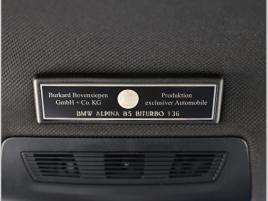 Burkard Bovensiepen
GmbH + Co. KG
Produktion
exclusiver Automobile
BMW ALPINA B5 BITURBO 136